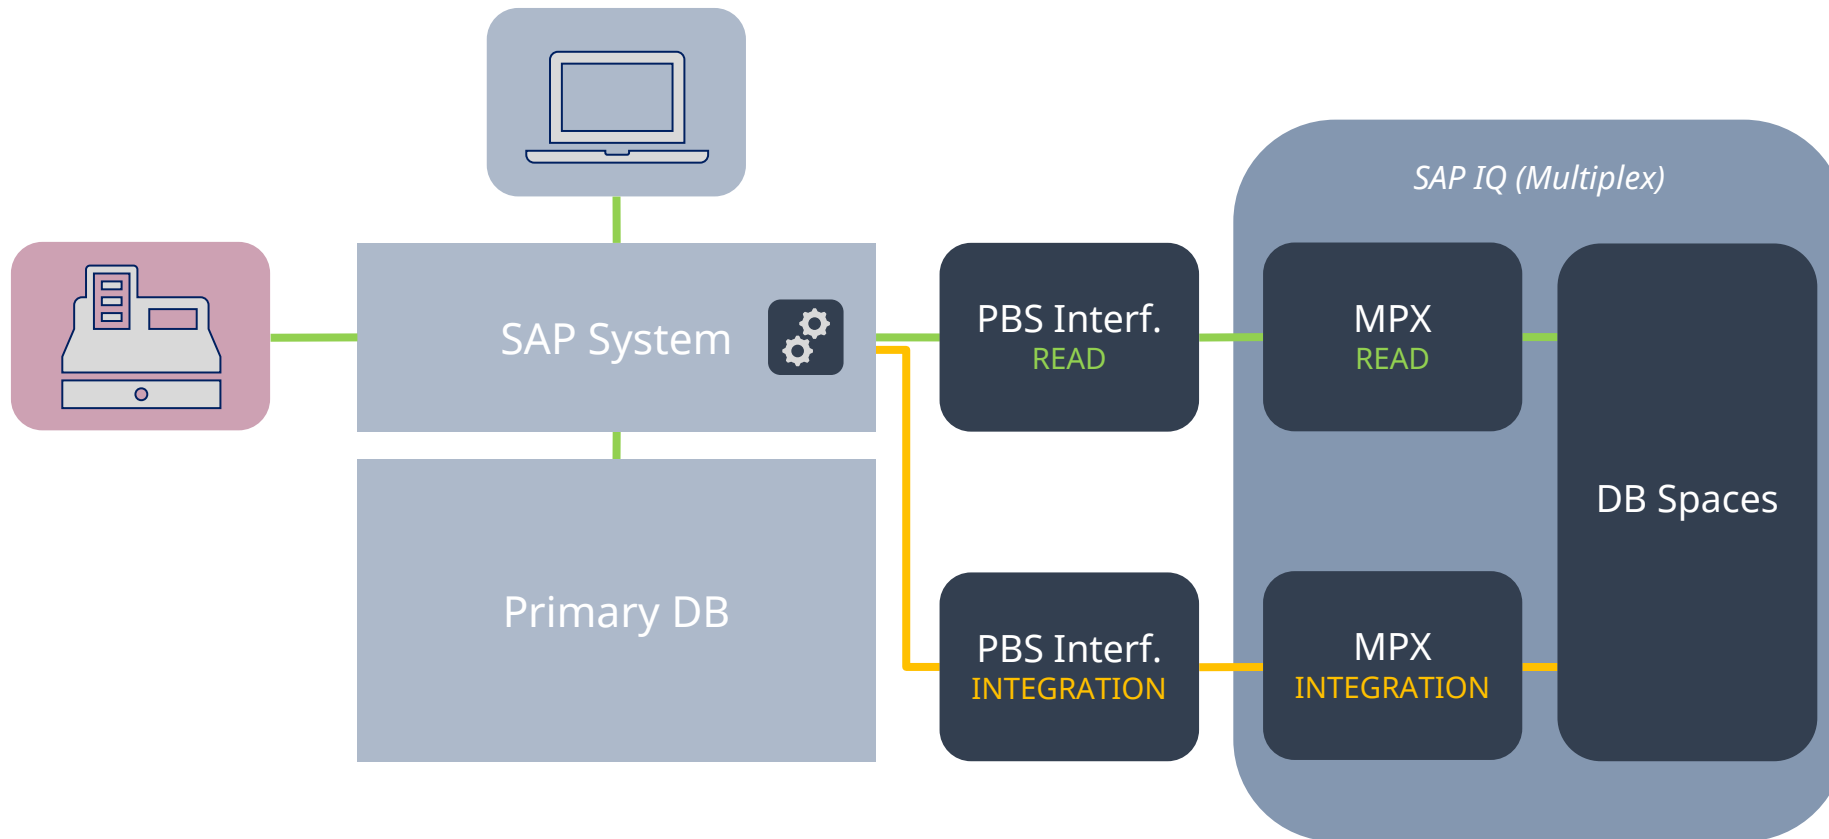 SAP IQ (Multiplex)
SAP System
PBS Interf.
READ
MPX
READ
DB Spaces
Primary DB
PBS Interf.
INTEGRATION
MPX
INTEGRATION